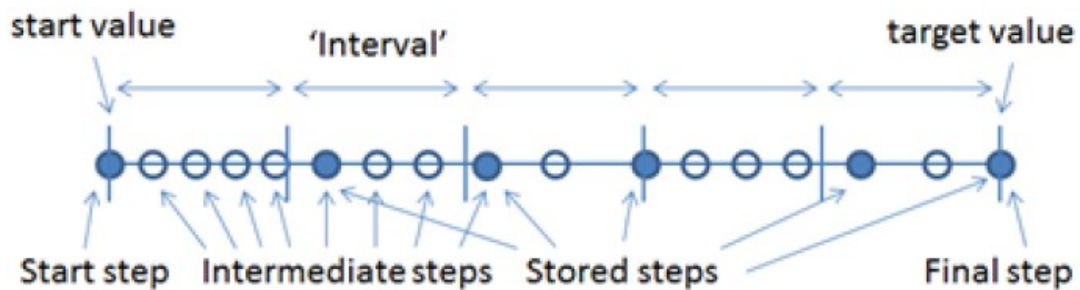 start value
'Interval'
target value
Start step
Intermediate steps
Stored steps
Final step